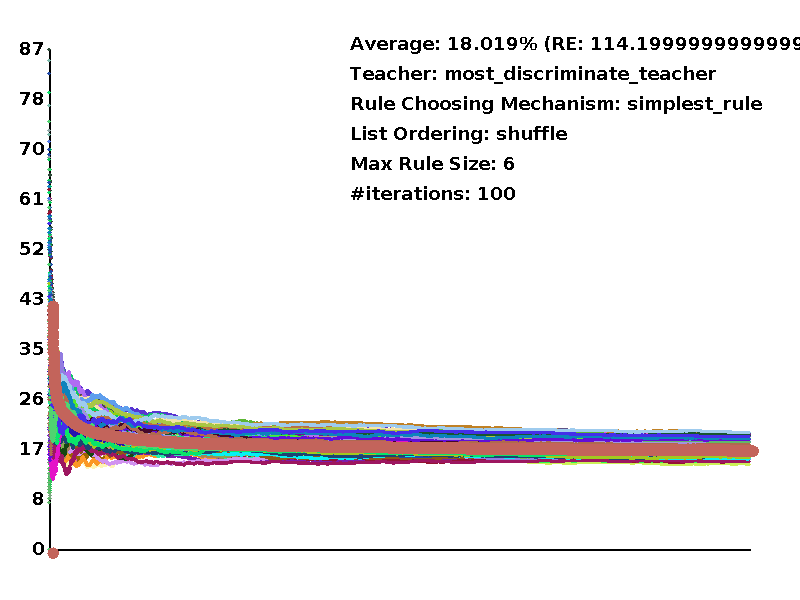 Average: 18.019% (RE: 114.1999999999999
Teacher: most_discriminate_teacher
Rule Choosing Mechanism: simplest_rule
List Ordering: shuffle
Max Rule Size: 6
#iterations: 100
87
78
70
61
52
43
35
26
17
8
0